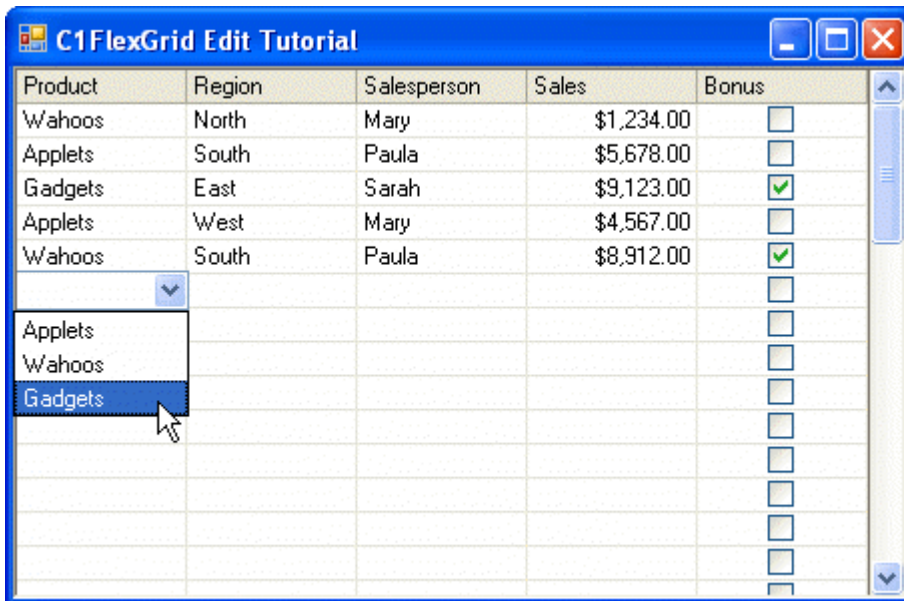 C1FlexGrid Edit Tutorial
Product Region Salesperson Sales Bonus
Wahoos North Mary $1,234.00
Applets South Paula $5,678.00
Gadgets East Sarah $9,123.00
Applets West Mary $4,567.00
Wahoos South Paula $8,912.00
Applets
Wahoos
Gadgets